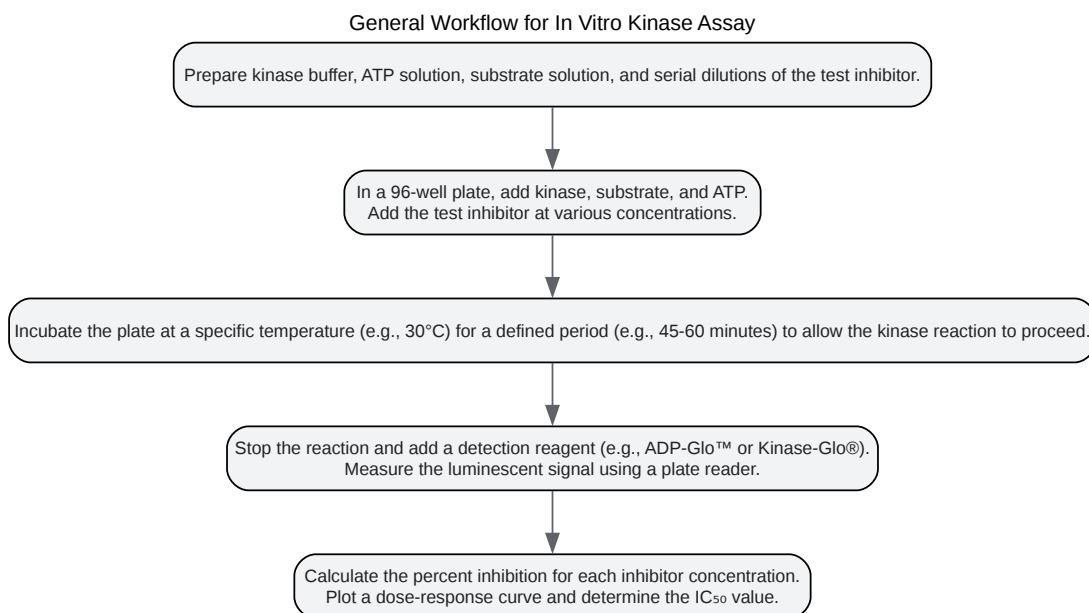 General Workflow for In Vitro Kinase Assay
Prepare kinase buffer, ATP solution, substrate solution, and serial dilutions of the test inhibitor.
In a 96-well plate, add kinase, substrate, and ATP.
Add the test inhibitor at various concentrations.
Incubate the plate at a specific temperature (e.g., 30°C) for a defined period (e.g., 45-60 minutes) to allow the kinase reaction to proceed.
Stop the reaction and add a detection reagent (e.g., ADP-Glo™ or Kinase-Glo®).
Measure the luminescent signal using a plate reader.
Calculate the percent inhibition for each inhibitor concentration.
Plot a dose-response curve and determine the IC₅₀ value.